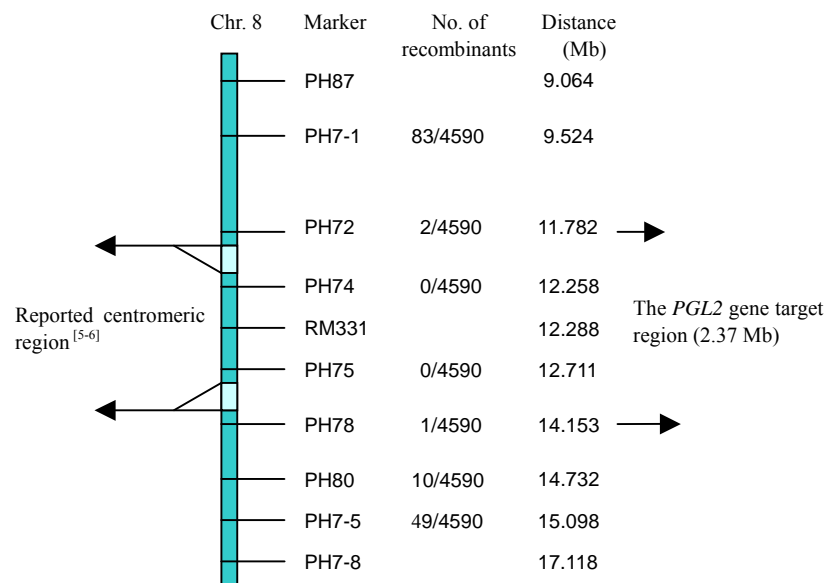 Chr. 8 Marker No. of recombinants Distance (Mb)
PH87 9.064
PH7-1 83/4590 9.524
PH72 2/4590 11.782
PH74 0/4590 12.258
Reported centromeric region [5-6]
RM331 12.288
The PGL2 gene target region (2.37 Mb)
PH75 0/4590 12.711
PH78 1/4590 14.153
PH80 10/4590 14.732
PH7-5 49/4590 15.098
PH7-8 17.118